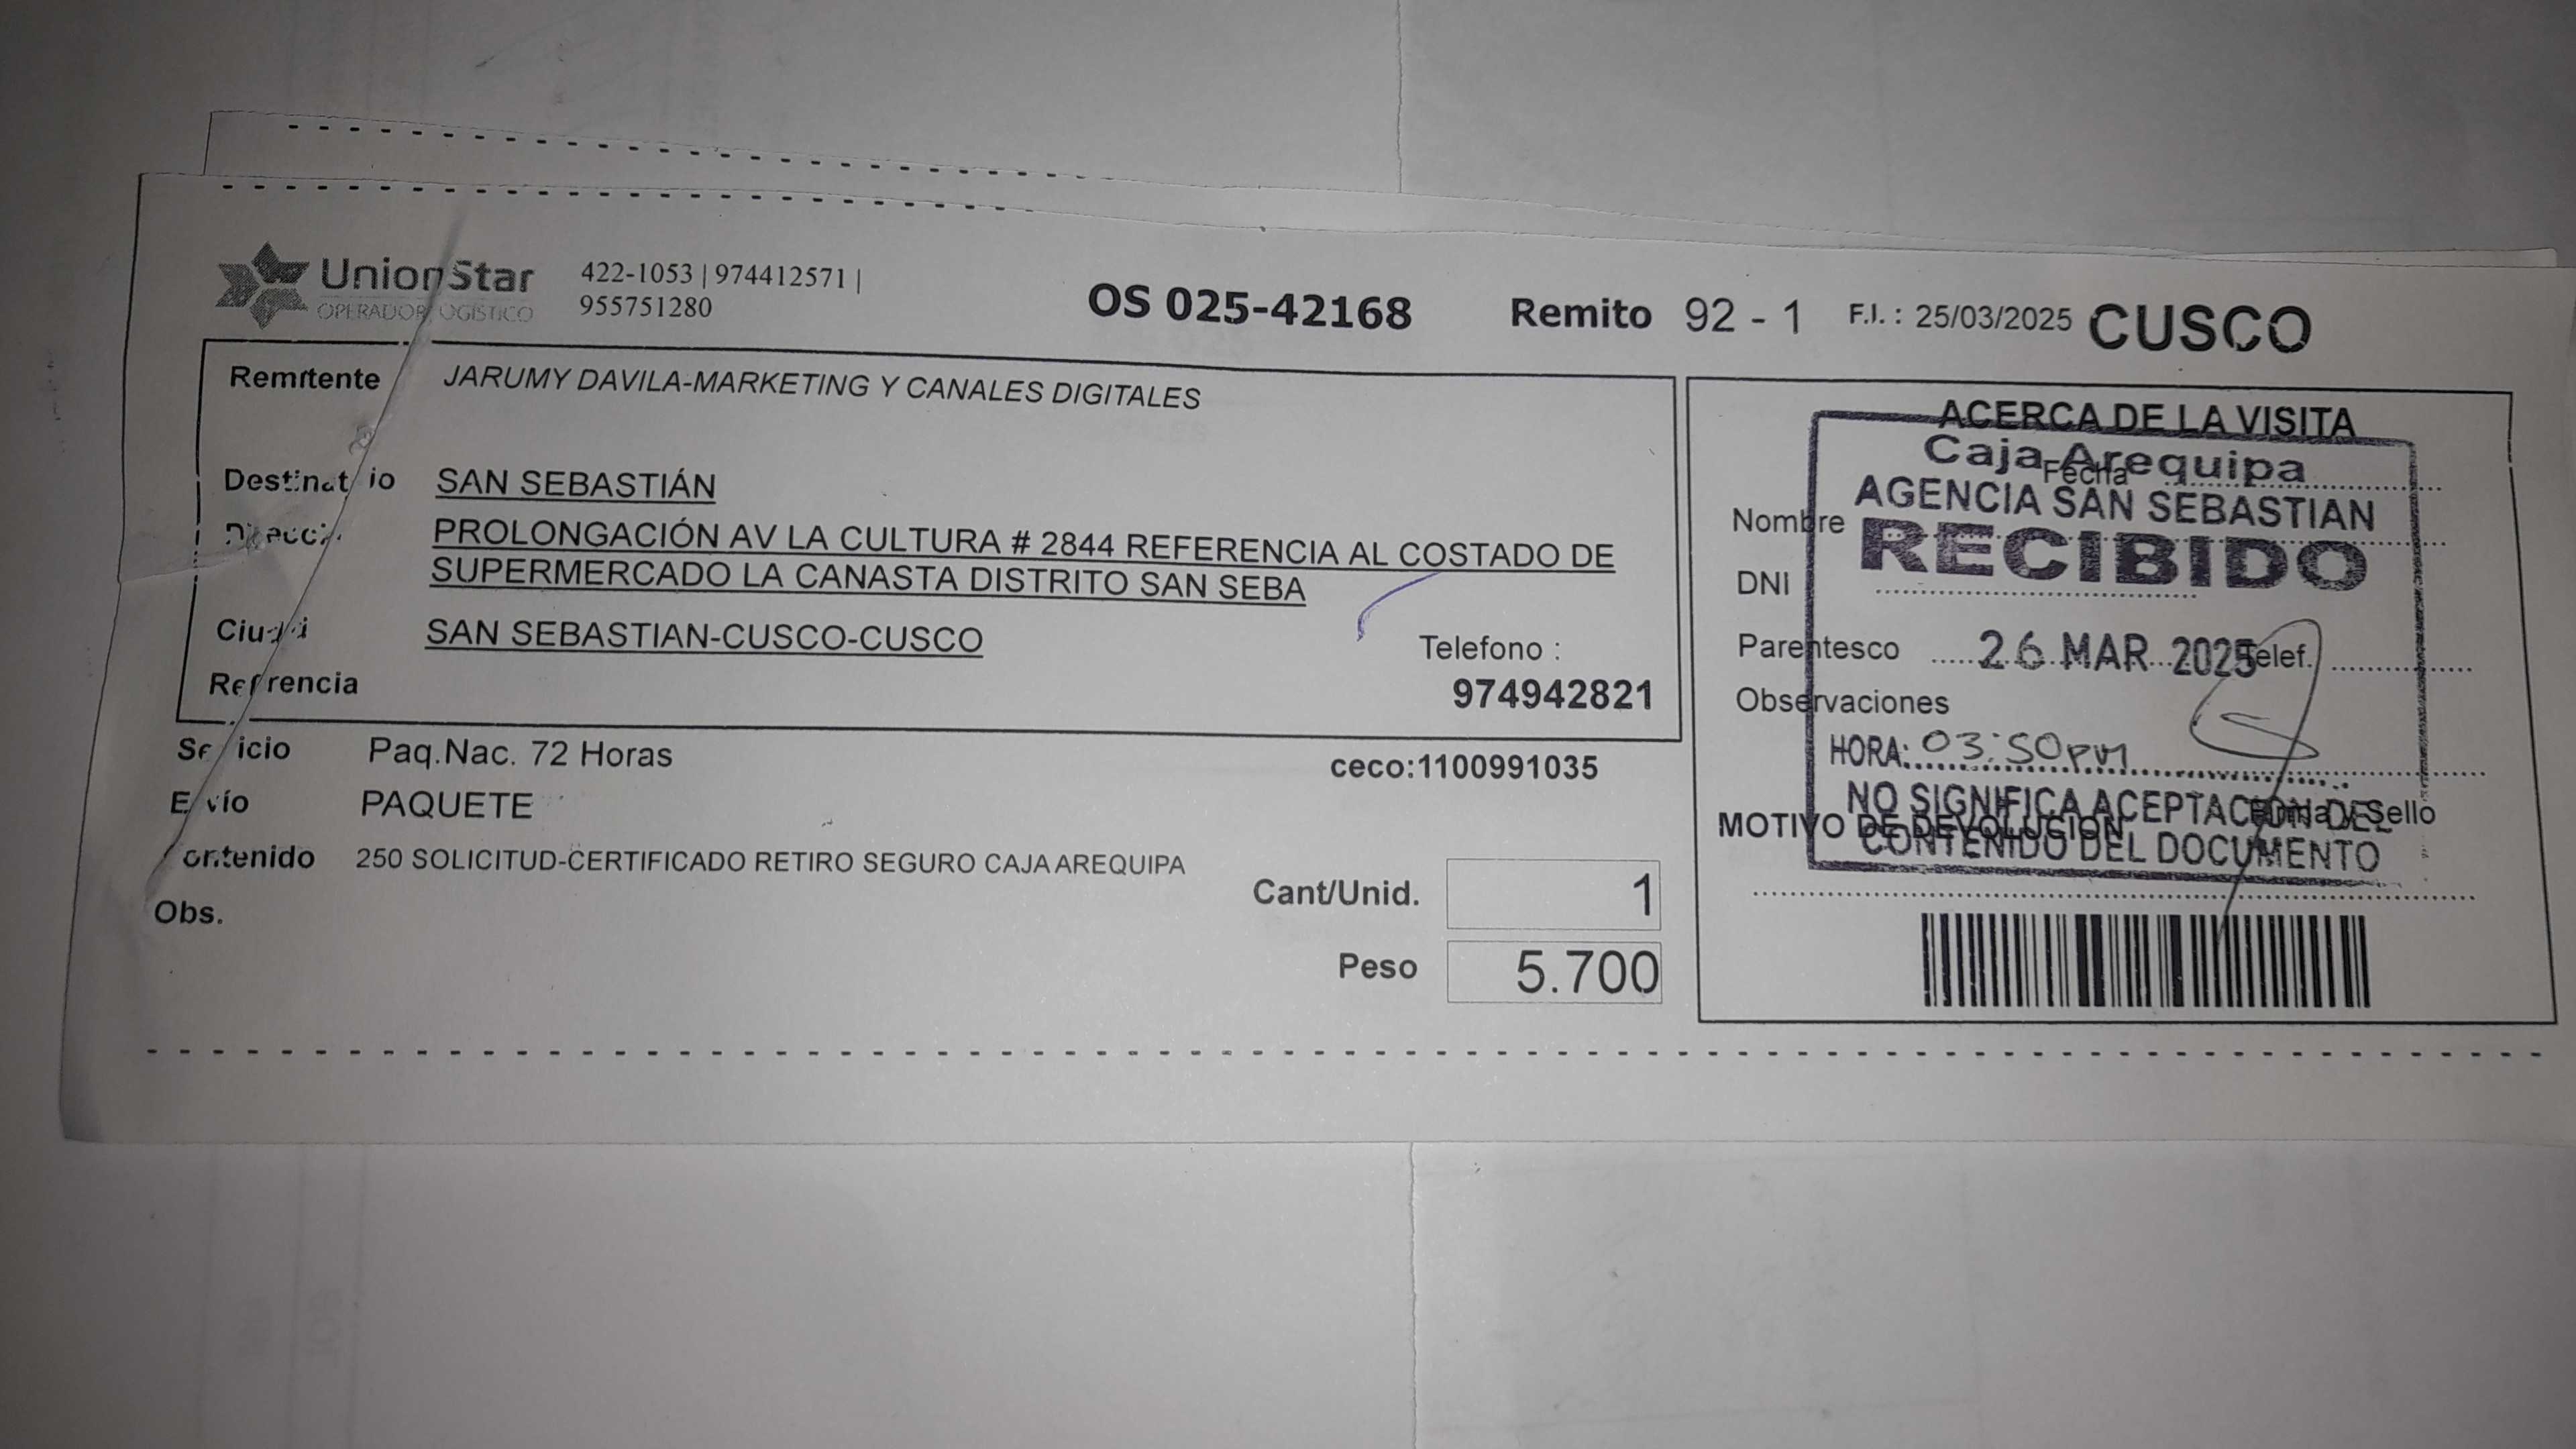 UnionStar
OPERADOR LOGISTICO
422-1053 | 974412571 |
955751280
OS 025-42168
Remito 92 - 1
F.I. : 25/03/2025
CUSCO
Remitente JARUMY DAVILA-MARKETING Y CANALES DIGITALES
Destinatario SAN SEBASTIÁN
Dirección PROLONGACIÓN AV LA CULTURA # 2844 REFERENCIA AL COSTADO DE
SUPERMERCADO LA CANASTA DISTRITO SAN SEBA
Ciudad SAN SEBASTIAN-CUSCO-CUSCO
Telefono :
Referencia
974942821
Servicio Paq.Nac. 72 Horas
ceco:1100991035
Envío PAQUETE
Contenido 250 SOLICITUD-CERTIFICADO RETIRO SEGURO CAJA AREQUIPA
Cant/Unid. 1
Obs.
Peso 5.700
ACERCA DE LA VISITA
Fecha
Nombre
DNI
Parentesco
Telef.
Observaciones
Firma y Sello
MOTIVO DE DEVOLUCION
Caja Arequipa
AGENCIA SAN SEBASTIAN
RECIBIDO
26 MAR 2025
HORA: 03:50pm
NO SIGNIFICA ACEPTACION DEL
CONTENIDO DEL DOCUMENTO